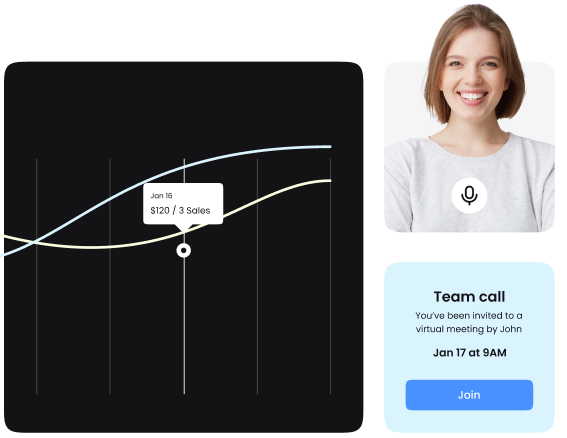 Jan 16
$120 / 3 Sales
Team call
You've been invited to a
virtual meeting by John
Jan 17 at 9AM
Join